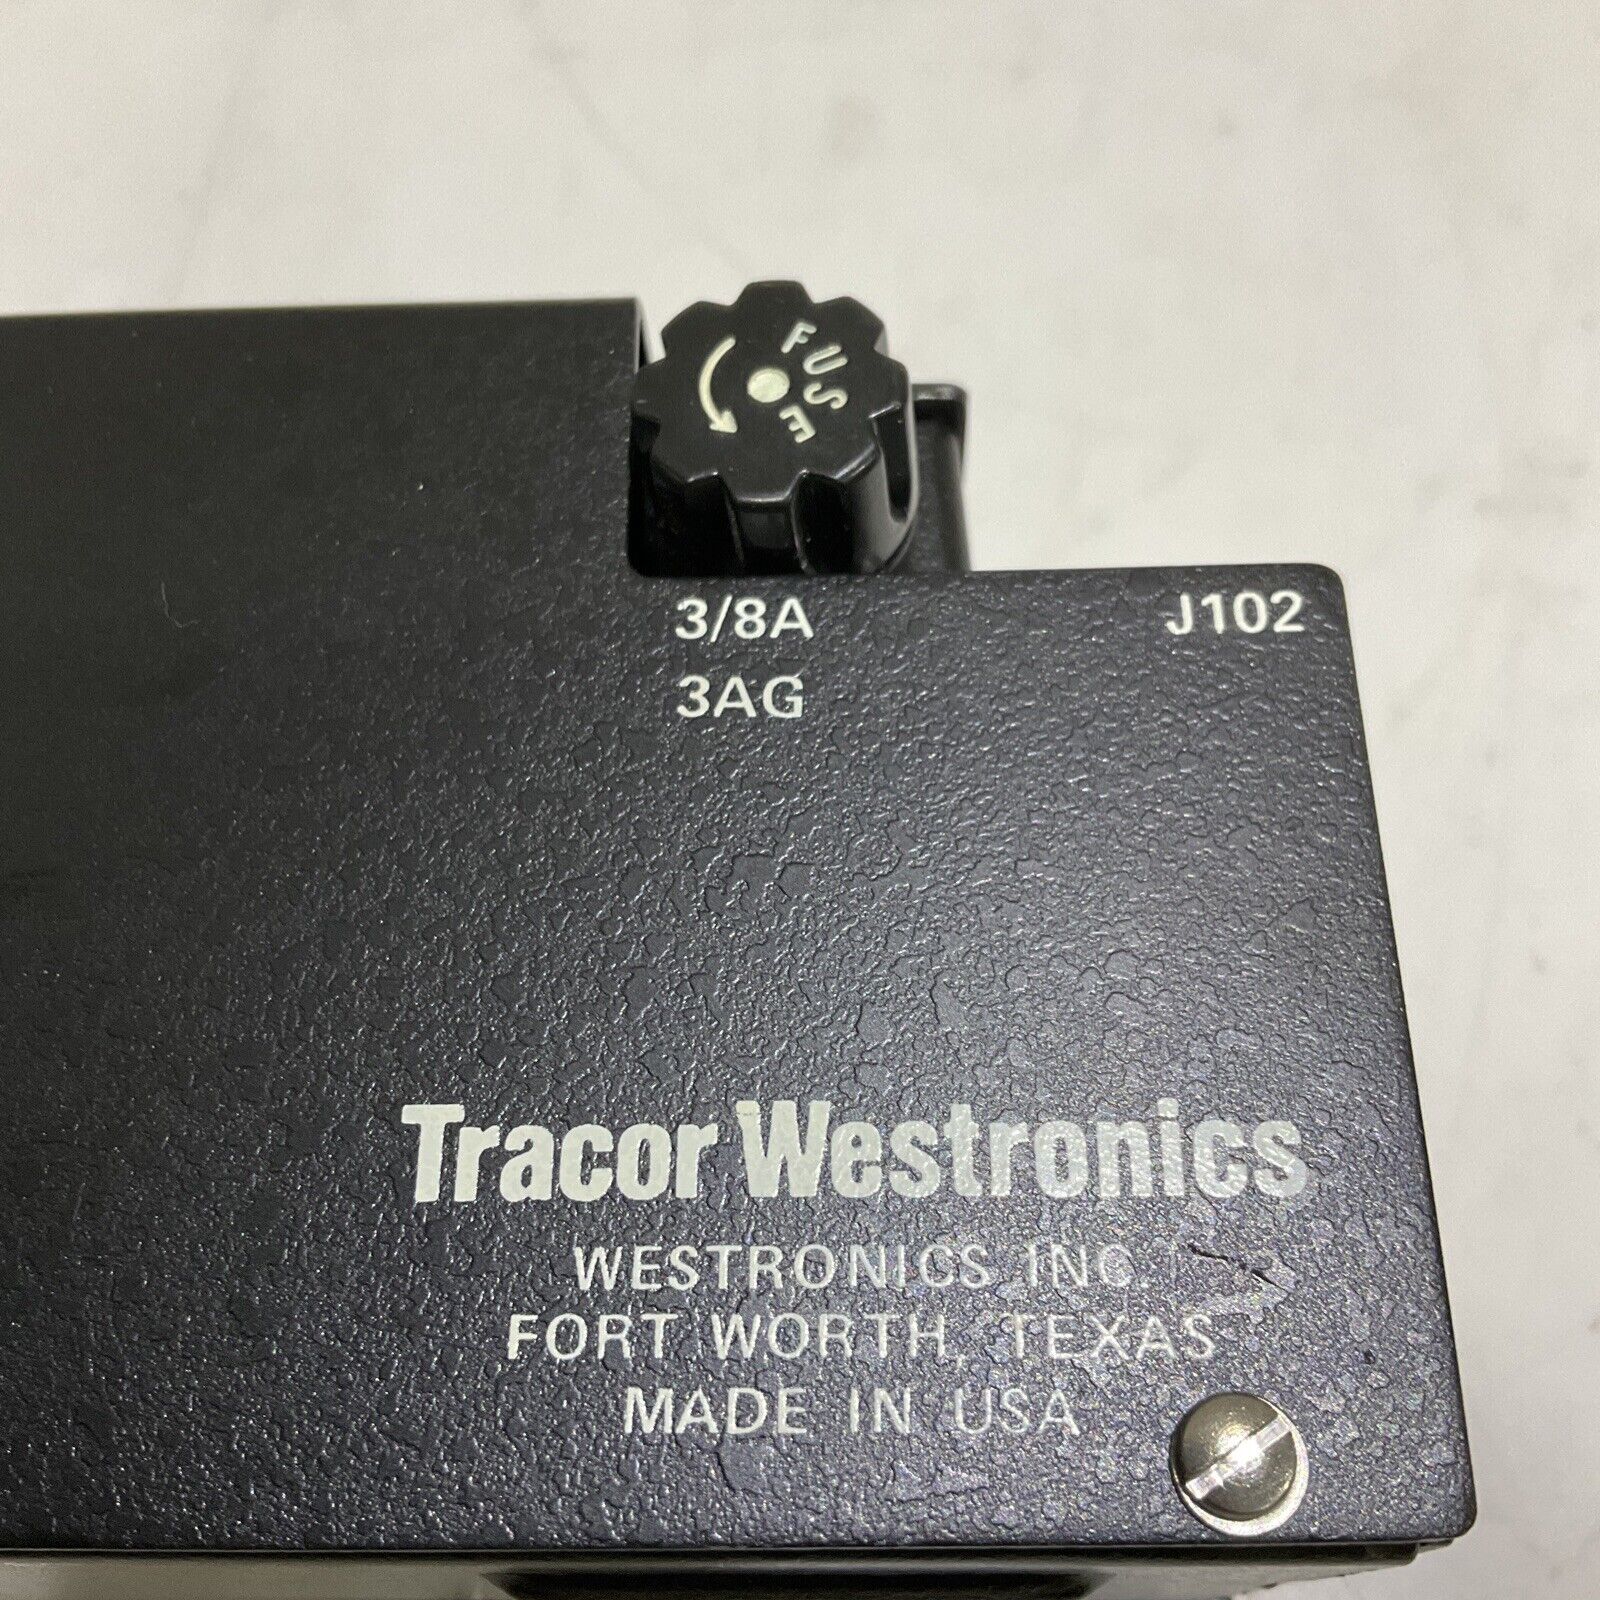 FUSE
3/8A
J102
3AG
Tracor Westronics
WESTRONICS INC.
FORT WORTH, TEXAS
MADE IN USA